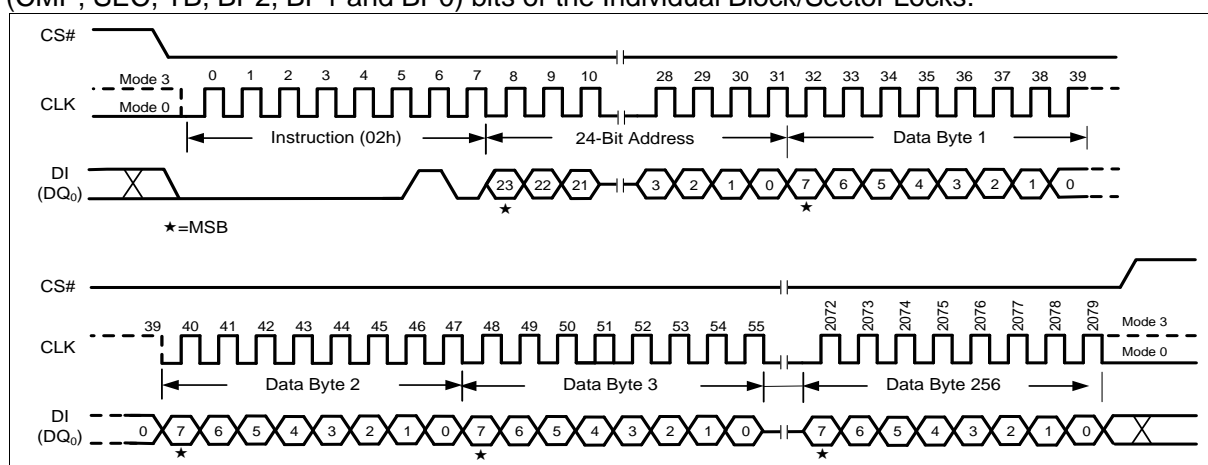 (CMP, SEC, TB, BP2, BP1 and BP0) bits or the Individual Block/Sector Locks.
CS#
Mode 3 0 1 2 3 4 5 6 7 8 9 10 28 29 30 31 32 33 34 35 36 37 38 39
CLK Mode 0
Instruction (02h) 24-Bit Address Data Byte 1
DI
(DQ₀) 23 22 21 3 2 1 0 7 6 5 4 3 2 1 0
★ ★
★=MSB
CS#
39 40 41 42 43 44 45 46 47 48 49 50 51 52 53 54 55 2072 2073 2074 2075 2076 2077 2078 2079 Mode 3
CLK Mode 0
Data Byte 2 Data Byte 3 Data Byte 256
DI
(DQ₀) 0 7 6 5 4 3 2 1 0 7 6 5 4 3 2 1 0 7 6 5 4 3 2 1 0
★ ★ ★